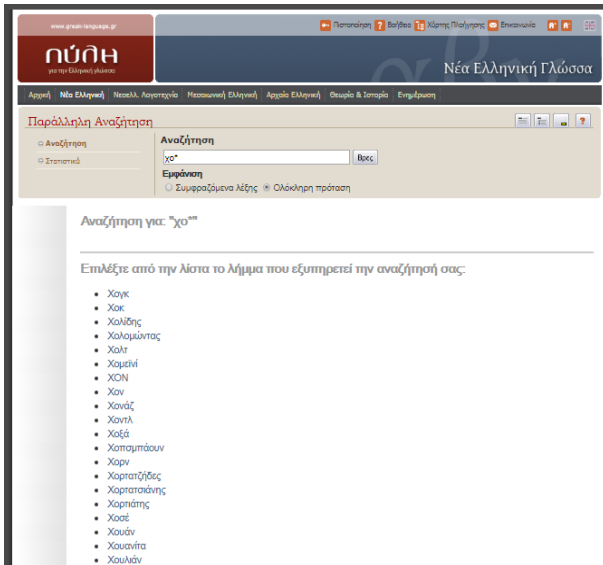 www.greek-language.gr
Πιστοποίηση Βοήθεια Χάρτης Πλοήγησης Επικοινωνία
πύλη
για την Ελληνική γλώσσα
Νέα Ελληνική Γλώσσα
Αρχική Νέα Ελληνική Νεοελλ. Λογοτεχνία Μεσαιωνική Ελληνική Αρχαία Ελληνική Θεωρία & Ιστορία Ενημέρωση
Παράλληλη Αναζήτηση
Αναζήτηση
Στατιστικά
Αναζήτηση
χο*
Βρες
Εμφάνιση
Συμφραζόμενα λέξης Ολόκληρη πρόταση
Αναζήτηση για: "χο*"
Επιλέξτε από την λίστα το λήμμα που εξυπηρετεί την αναζήτησή σας:
Χογκ
Χοκ
Χολίδης
Χολομώντας
Χολτ
Χομεϊνί
ΧΟΝ
Χον
Χονάζ
Χοντλ
Χοξά
Χοπσμπάουν
Χορν
Χορτατζήδες
Χορτατσιάνης
Χορτιάτης
Χοσέ
Χουάν
Χουανίτα
Χουλιάν